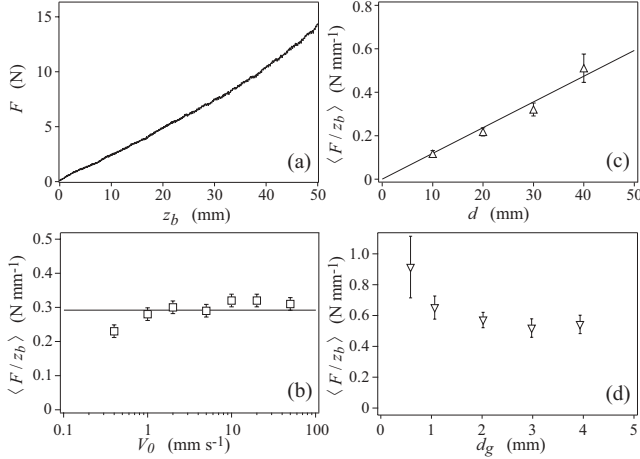 15
10
5
0
F (N)
0 10 20 30 40 50
z_b (mm)
(a)
0.8
0.6
0.4
0.2
0
⟨ F / z_b ⟩ (N mm⁻¹)
0 10 20 30 40 50
d (mm)
(c)
0.5
0.4
0.3
0.2
0.1
0
⟨ F / z_b ⟩ (N mm⁻¹)
0.1 1 10 100
V_0 (mm s⁻¹)
(b)
1.0
0.8
0.6
0.4
0.2
0
⟨ F / z_b ⟩ (N mm⁻¹)
0 1 2 3 4 5
d_g (mm)
(d)